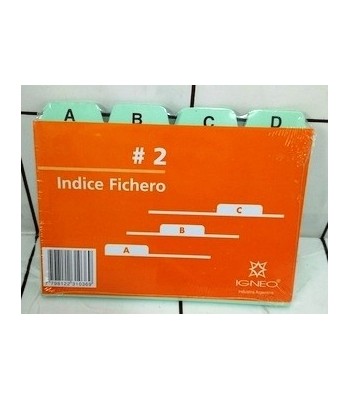 A B C D
# 2
Indice Fichero
C
B
A
IGNEO